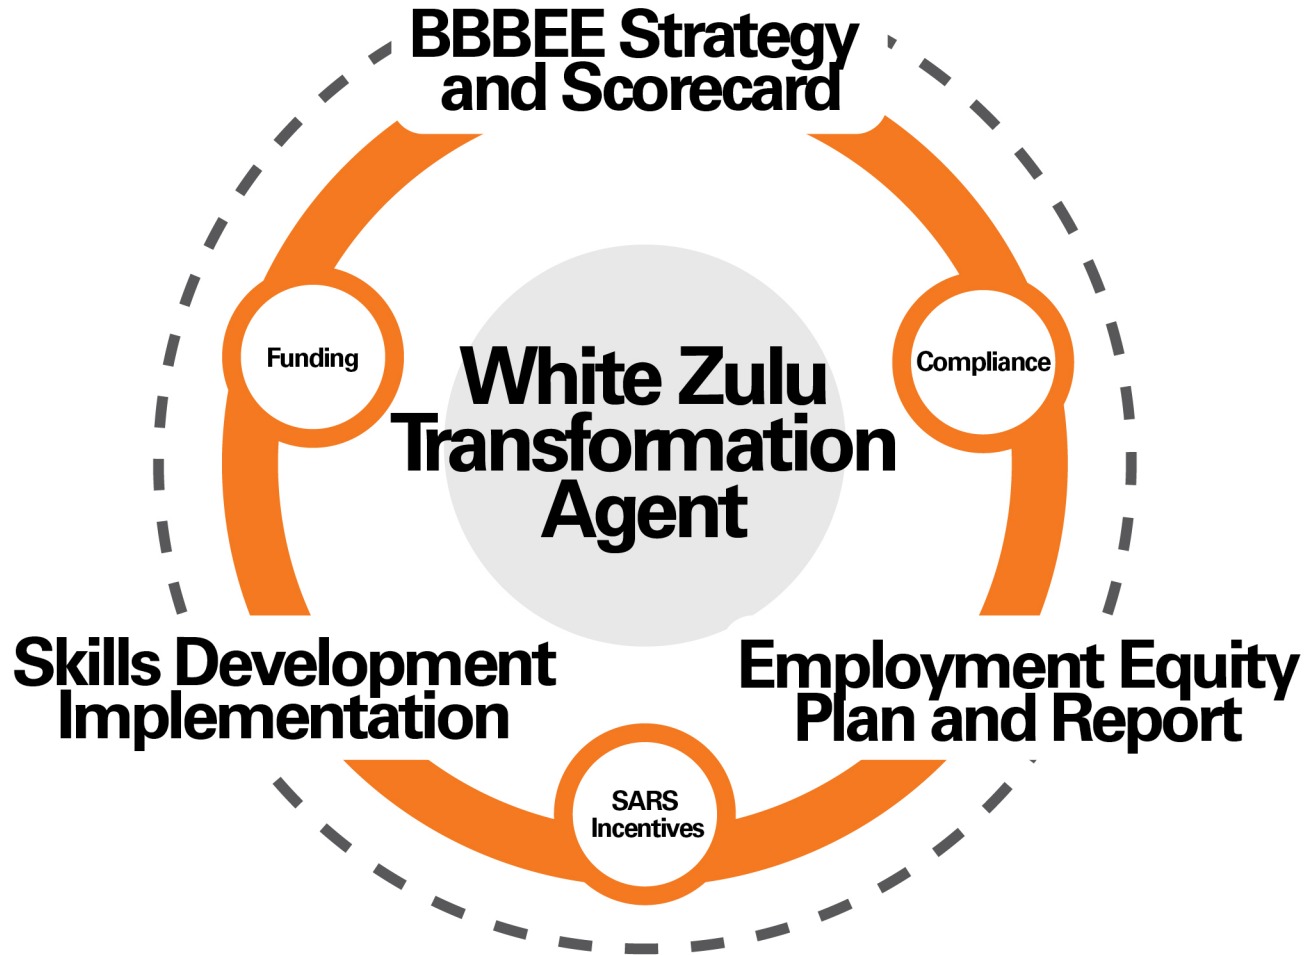 BBBEE Strategy
and Scorecard
Funding
Compliance
White Zulu
Transformation
Agent
Skills Development
Implementation
Employment Equity
Plan and Report
SARS
Incentives